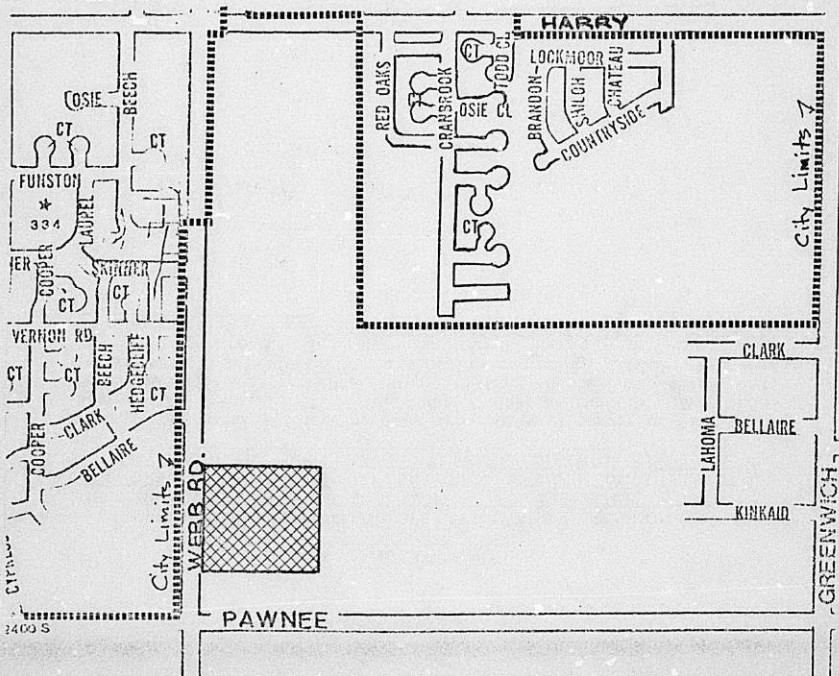 HARRY
RED OAKS
CT
CT
CRANBROOK
TODD CL
OSIE CL
BRANDON
LOCKMOOR
SHILOH
CHATEAU
COUNTRYSIDE
City Limits
BEECH
OSIE
CT
CT
FUNSTON
334
LAUREL
CT
COOPER
SKINNER
CT
CT
VERNON RD
CT
CT
BEECH
HEDGECLIFF
CT
CLARK
COOPER
BELLAIRE
City Limits
WEBB RD.
CLARK
LAHOMA
BELLAIRE
KINKAID
GREENWICH
PAWNEE
2400 S